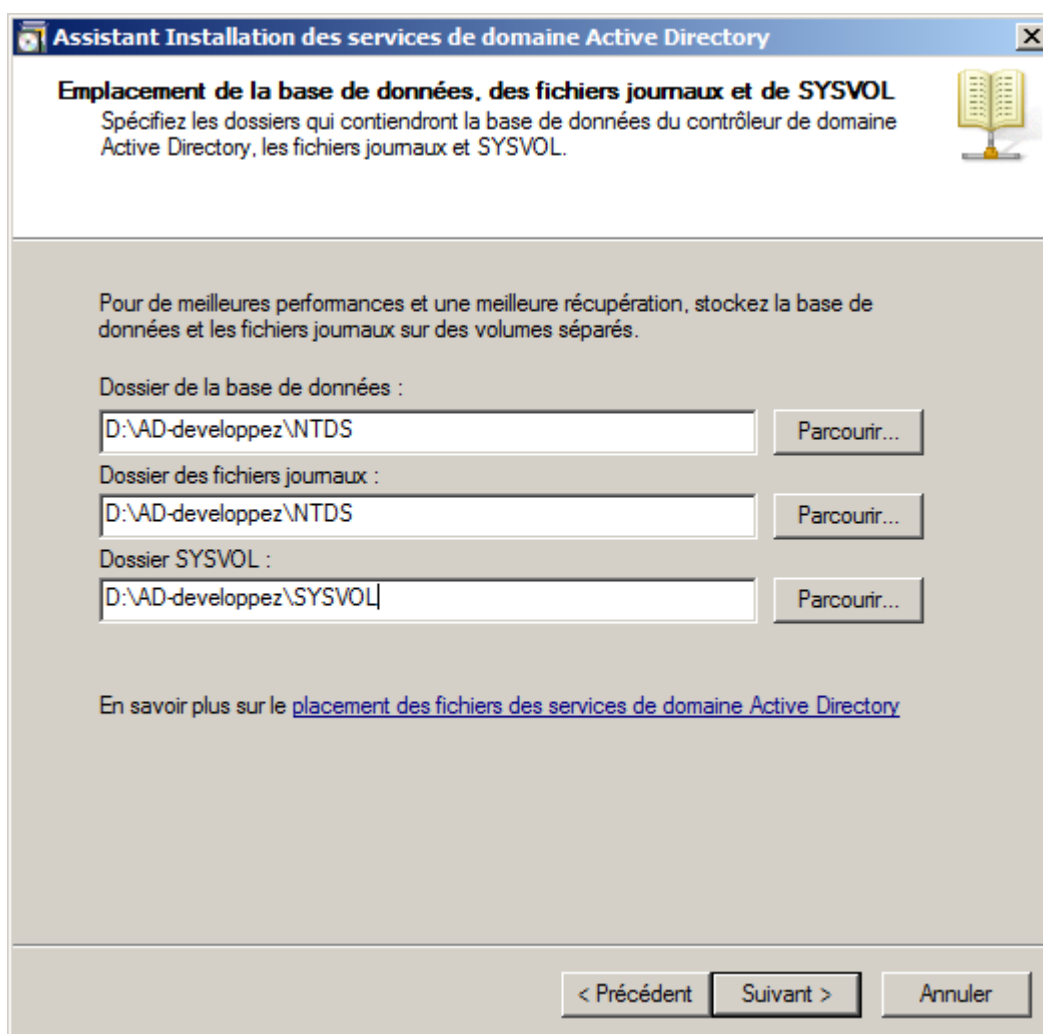 Assistant Installation des services de domaine Active Directory
Emplacement de la base de données, des fichiers journaux et de SYSVOL
Spécifiez les dossiers qui contiendront la base de données du contrôleur de domaine
Active Directory, les fichiers journaux et SYSVOL.
Pour de meilleures performances et une meilleure récupération, stockez la base de
données et les fichiers journaux sur des volumes séparés.
Dossier de la base de données :
D:\AD-developpez\NTDS
Parcourir...
Dossier des fichiers journaux :
D:\AD-developpez\NTDS
Parcourir...
Dossier SYSVOL :
D:\AD-developpez\SYSVOL
Parcourir...
En savoir plus sur le placement des fichiers des services de domaine Active Directory
< Précédent Suivant > Annuler